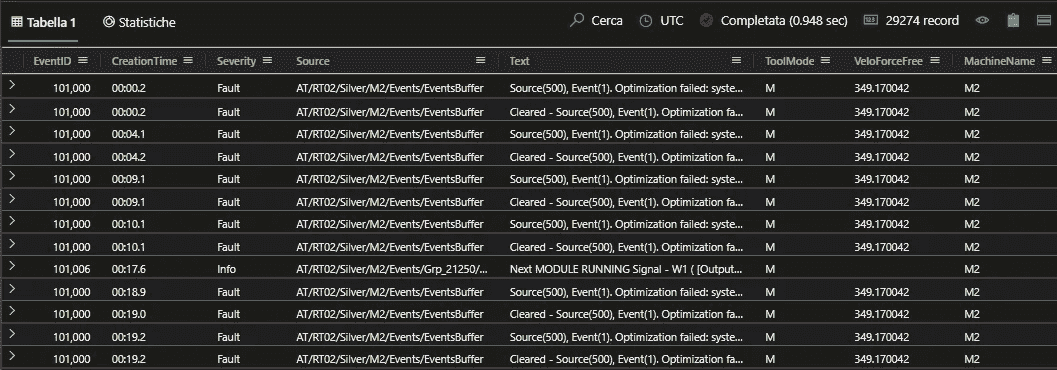 Tabella 1 Statistiche Cerca UTC Completata (0.948 sec) 29274 record
EventID CreationTime Severity Source Text ToolMode VeloForceFree MachineName
101,000 00:00.2 Fault AT/RT02/Silver/M2/Events/EventsBuffer Source(500), Event(1). Optimization failed: syste... M 349.170042 M2
101,000 00:00.2 Fault AT/RT02/Silver/M2/Events/EventsBuffer Cleared - Source(500), Event(1). Optimization fa... M 349.170042 M2
101,000 00:04.1 Fault AT/RT02/Silver/M2/Events/EventsBuffer Source(500), Event(1). Optimization failed: syste... M 349.170042 M2
101,000 00:04.2 Fault AT/RT02/Silver/M2/Events/EventsBuffer Cleared - Source(500), Event(1). Optimization fa... M 349.170042 M2
101,000 00:09.1 Fault AT/RT02/Silver/M2/Events/EventsBuffer Source(500), Event(1). Optimization failed: syste... M 349.170042 M2
101,000 00:09.1 Fault AT/RT02/Silver/M2/Events/EventsBuffer Cleared - Source(500), Event(1). Optimization fa... M 349.170042 M2
101,000 00:10.1 Fault AT/RT02/Silver/M2/Events/EventsBuffer Source(500), Event(1). Optimization failed: syste... M 349.170042 M2
101,000 00:10.1 Fault AT/RT02/Silver/M2/Events/EventsBuffer Cleared - Source(500), Event(1). Optimization fa... M 349.170042 M2
101,006 00:17.6 Info AT/RT02/Silver/M2/Events/Grp_21250/... Next MODULE RUNNING Signal - W1 ( [Output... M M2
101,000 00:18.9 Fault AT/RT02/Silver/M2/Events/EventsBuffer Source(500), Event(1). Optimization failed: syste... M 349.170042 M2
101,000 00:19.0 Fault AT/RT02/Silver/M2/Events/EventsBuffer Cleared - Source(500), Event(1). Optimization fa... M 349.170042 M2
101,000 00:19.2 Fault AT/RT02/Silver/M2/Events/EventsBuffer Source(500), Event(1). Optimization failed: syste... M 349.170042 M2
101,000 00:19.2 Fault AT/RT02/Silver/M2/Events/EventsBuffer Cleared - Source(500), Event(1). Optimization fa... M 349.170042 M2